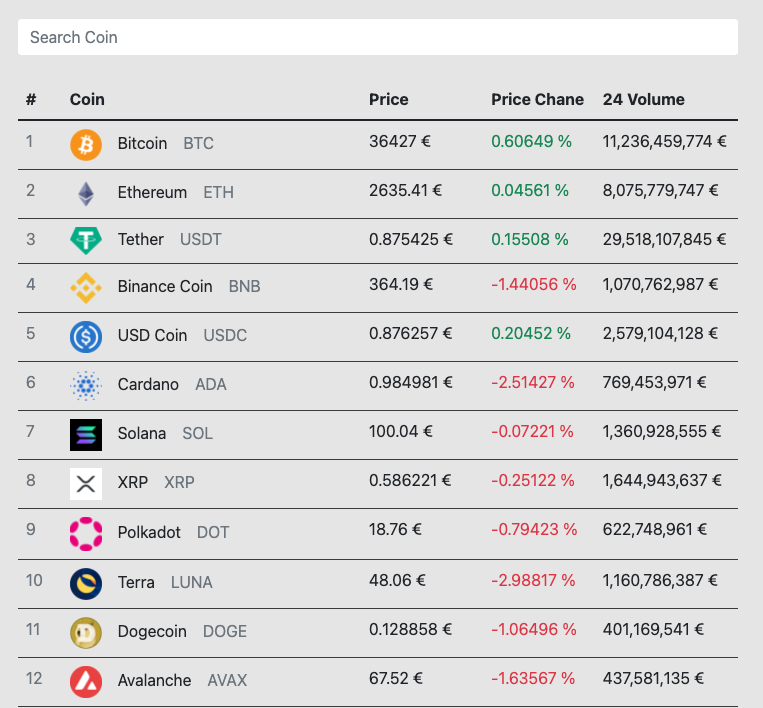 Search Coin
# Coin Price Price Chane 24 Volume
1 Bitcoin BTC 36427 € 0.60649 % 11,236,459,774 €
2 Ethereum ETH 2635.41 € 0.04561 % 8,075,779,747 €
3 Tether USDT 0.875425 € 0.15508 % 29,518,107,845 €
4 Binance Coin BNB 364.19 € -1.44056 % 1,070,762,987 €
5 USD Coin USDC 0.876257 € 0.20452 % 2,579,104,128 €
6 Cardano ADA 0.984981 € -2.51427 % 769,453,971 €
7 Solana SOL 100.04 € -0.07221 % 1,360,928,555 €
8 XRP XRP 0.586221 € -0.25122 % 1,644,943,637 €
9 Polkadot DOT 18.76 € -0.79423 % 622,748,961 €
10 Terra LUNA 48.06 € -2.98817 % 1,160,786,387 €
11 Dogecoin DOGE 0.128858 € -1.06496 % 401,169,541 €
12 Avalanche AVAX 67.52 € -1.63567 % 437,581,135 €